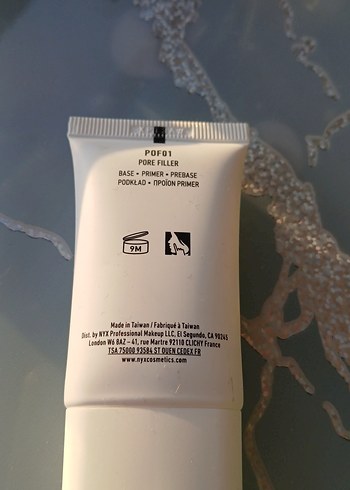 POF01
PORE FILLER
BASE • PRIMER • PREBASE
PODKŁAD • ΠΡΟΪΟΝ PRIMER
9M
Made in Taiwan / Fabriqué à Taiwan
Dist. by NYX Professional Makeup LLC, El Segundo, CA 90245
London W6 8AZ – 41, rue Martre 92110 CLICHY France
TSA 75000 93584 ST OUEN CEDEX FR
www.nyxcosmetics.com